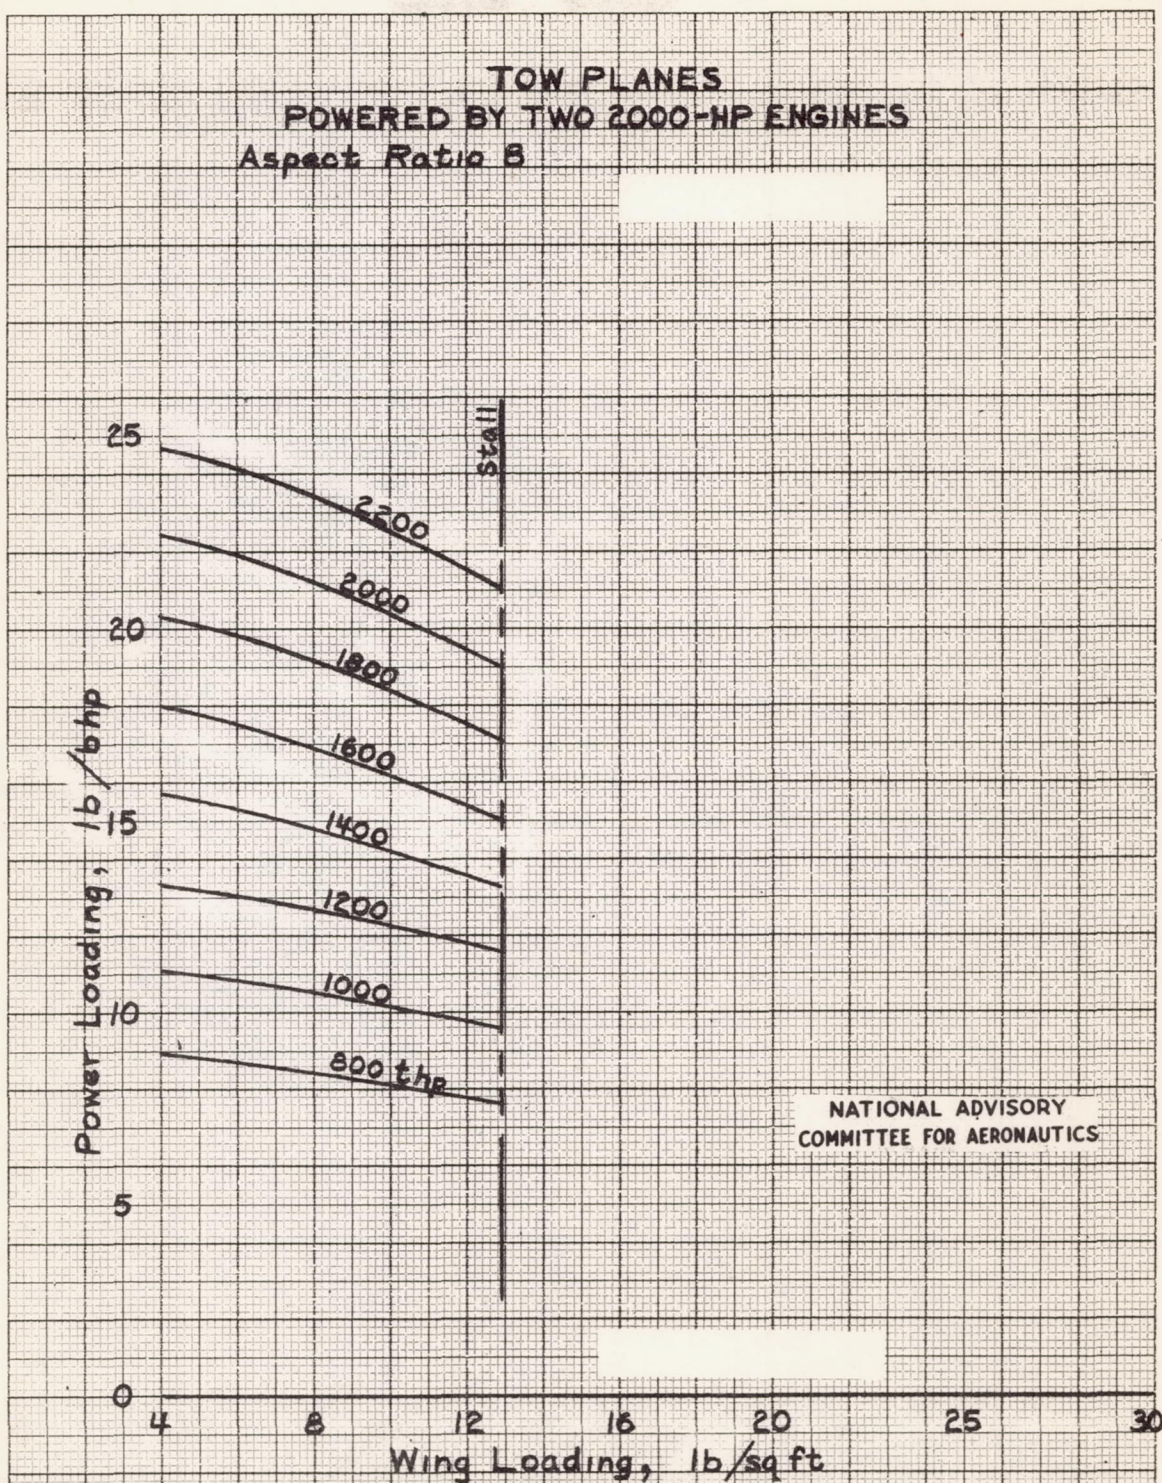 TOW PLANES
POWERED BY TWO 2000-HP ENGINES
Aspect Ratio 8
Stall
25
2200
2000
20
1800
1600
15
1400
1200
1000
10
800 thp
Power Loading, lb/bhp
NATIONAL ADVISORY
COMMITTEE FOR AERONAUTICS
5
0
4 8 12 16 20 25 30
Wing Loading, lb/sq ft